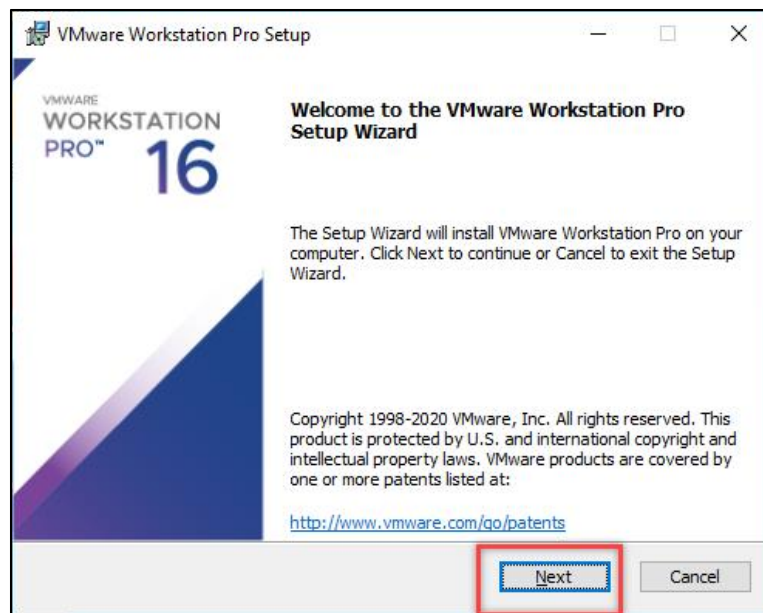 VMware Workstation Pro Setup
VMWARE
WORKSTATION
PRO™ 16
Welcome to the VMware Workstation Pro
Setup Wizard
The Setup Wizard will install VMware Workstation Pro on your
computer. Click Next to continue or Cancel to exit the Setup
Wizard.
Copyright 1998-2020 VMware, Inc. All rights reserved. This
product is protected by U.S. and international copyright and
intellectual property laws. VMware products are covered by
one or more patents listed at:
http://www.vmware.com/go/patents
Next
Cancel